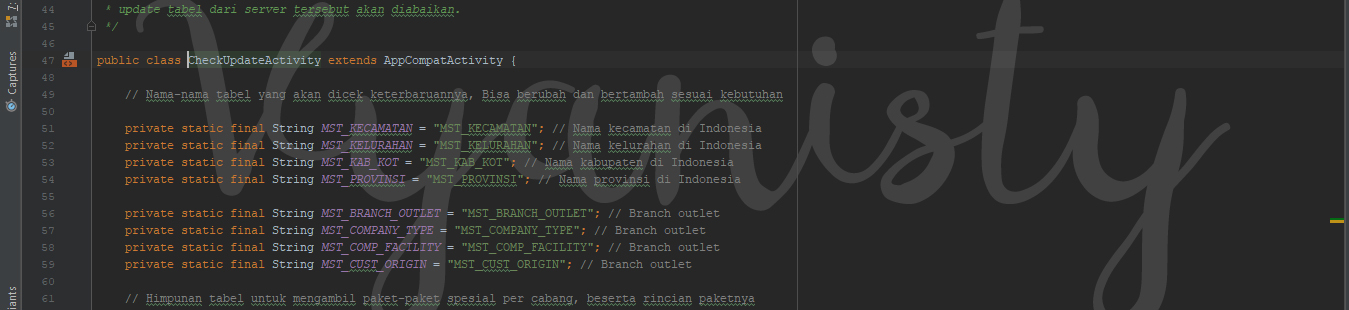 44 * update tabel dari server tersebut akan diabaikan.
45 */
46
47 public class CheckUpdateActivity extends AppCompatActivity {
48
49 // Nama-nama tabel yang akan dicek keterbaruannya, Bisa berubah dan bertambah sesuai kebutuhan
50
51 private static final String MST_KECAMATAN = "MST_KECAMATAN"; // Nama kecamatan di Indonesia
52 private static final String MST_KELURAHAN = "MST_KELURAHAN"; // Nama kelurahan di Indonesia
53 private static final String MST_KAB_KOT = "MST_KAB_KOT"; // Nama kabupaten di Indonesia
54 private static final String MST_PROVINSI = "MST_PROVINSI"; // Nama provinsi di Indonesia
55
56 private static final String MST_BRANCH_OUTLET = "MST_BRANCH_OUTLET"; // Branch outlet
57 private static final String MST_COMPANY_TYPE = "MST_COMPANY_TYPE"; // Branch outlet
58 private static final String MST_COMP_FACILITY = "MST_COMP_FACILITY"; // Branch outlet
59 private static final String MST_CUST_ORIGIN = "MST_CUST_ORIGIN"; // Branch outlet
60
61 // Himpunan tabel untuk mengambil paket-paket spesial per cabang, beserta rincian paketnya
7:
Captures
iants